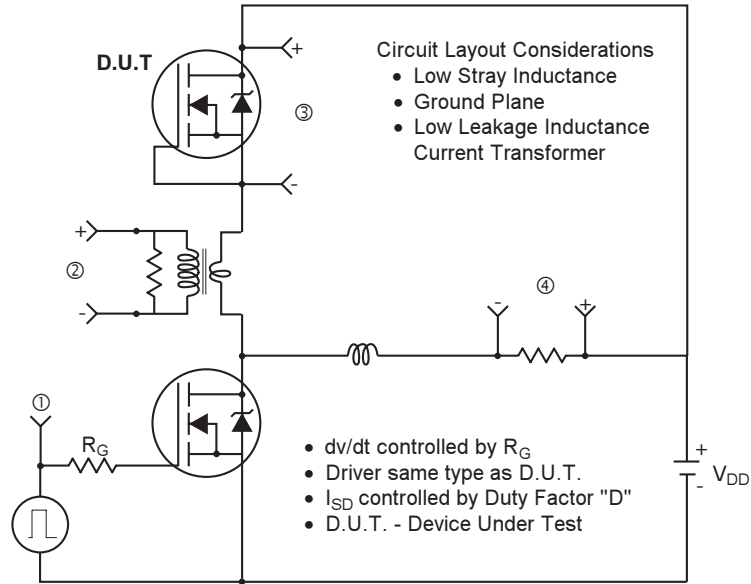 D.U.T
+
Circuit Layout Considerations
• Low Stray Inductance
• Ground Plane
③
• Low Leakage Inductance
Current Transformer
-
+
②
-
④
- +
①
R_G
• dv/dt controlled by R_G
• Driver same type as D.U.T.
• I_SD controlled by Duty Factor "D"
• D.U.T. - Device Under Test
+
V_DD
-